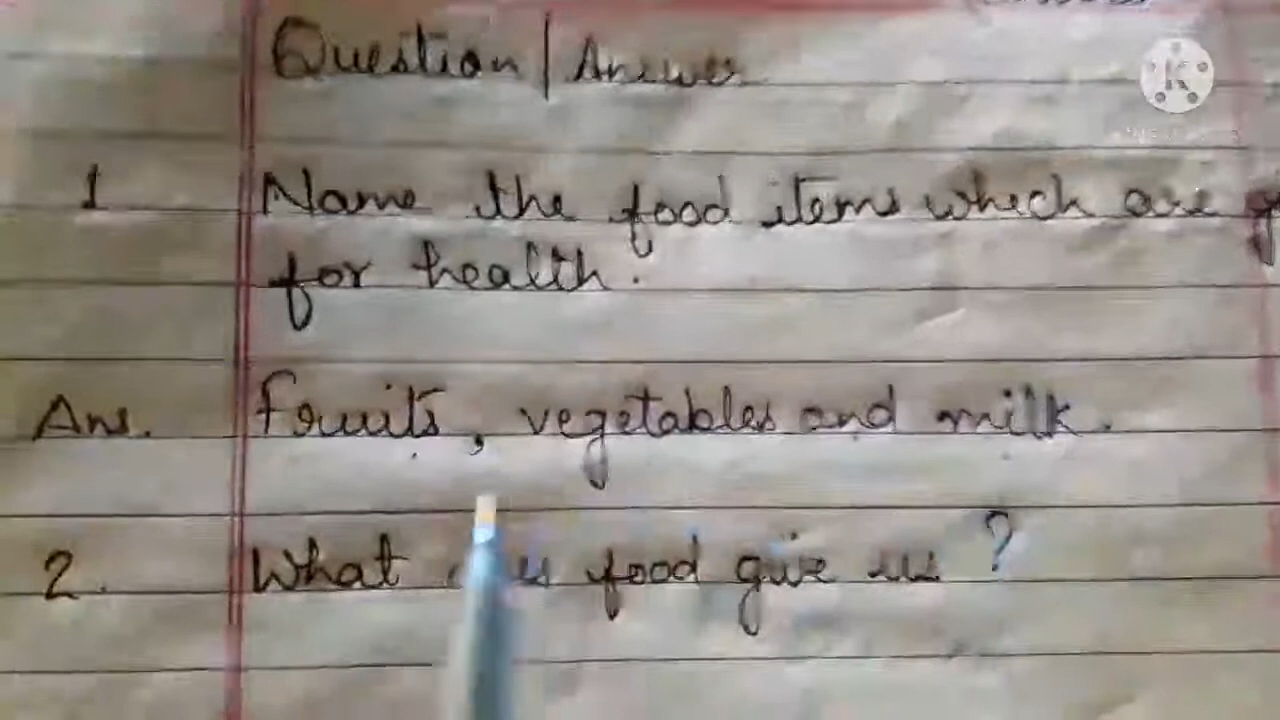 Question | Answer
1 Name the food items which are
for health.
Ans. Fruits, vegetables and milk.
2. What food give us ?